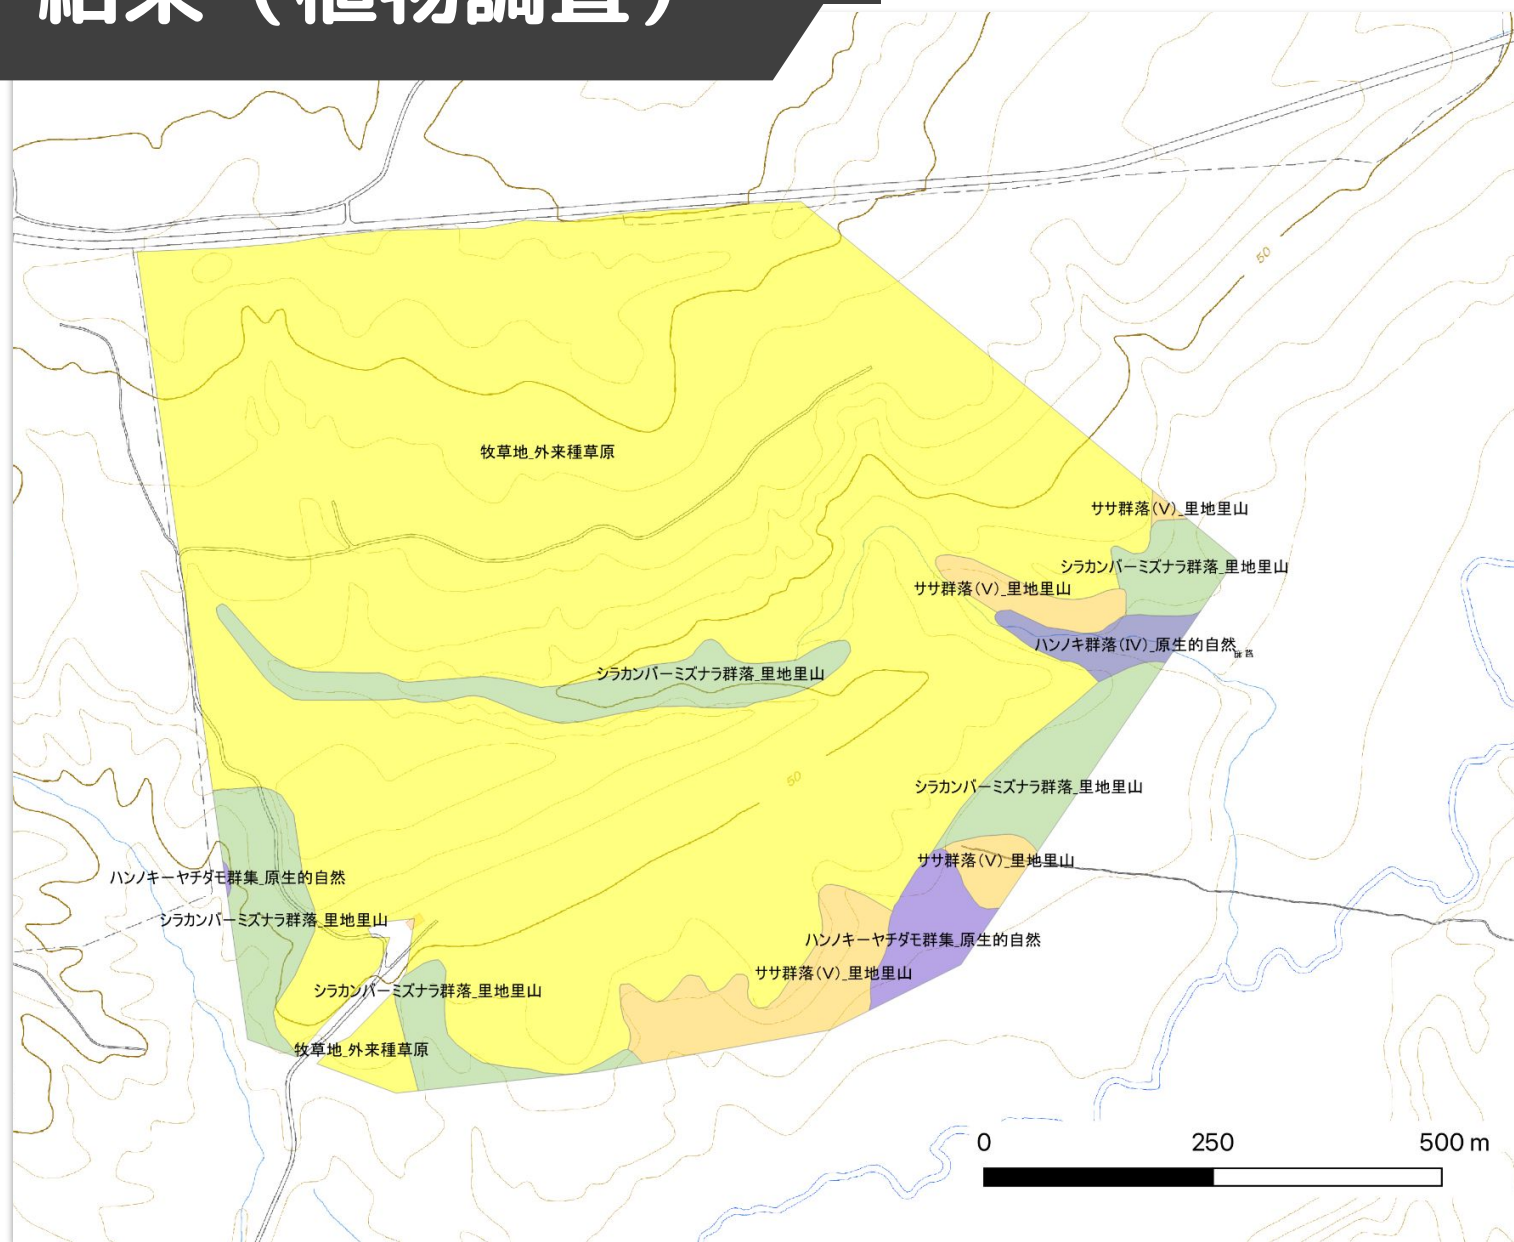 結果（植物調査）
50
牧草地_外来種草原
ササ群落(Ⅴ)_里地里山
シラカンバーミズナラ群落_里地里山
ササ群落(Ⅴ)_里地里山
ハンノキ群落(Ⅳ)_原生的自然
シラカンバーミズナラ群落_里地里山
50
シラカンバーミズナラ群落_里地里山
ササ群落(Ⅴ)_里地里山
ハンノキーヤチダモ群集_原生的自然
シラカンバーミズナラ群落_里地里山
ハンノキーヤチダモ群集_原生的自然
ササ群落(Ⅴ)_里地里山
シラカンバーミズナラ群落_里地里山
牧草地_外来種草原
0 250 500 m